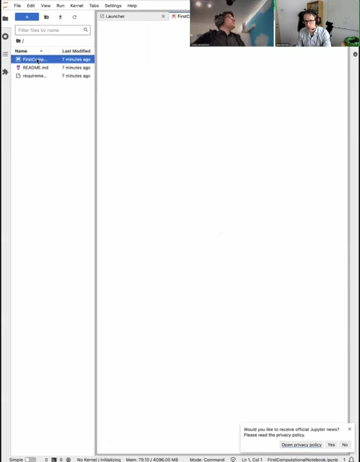 File Edit View Run Kernel Tabs Settings Help
Launcher
FirstC
Filter files by name
/
Name Last Modified
FirstComp... 7 minutes ago
README.md 7 minutes ago
requireme... 7 minutes ago
Would you like to receive official Jupyter news?
Please read the privacy policy.
Open privacy policy Yes No
Simple 0 0 No Kernel | Initializing Mem: 79.10 / 4096.00 MB Mode: Command Ln 1, Col 1 FirstComputationalNotebook.ipynb 1